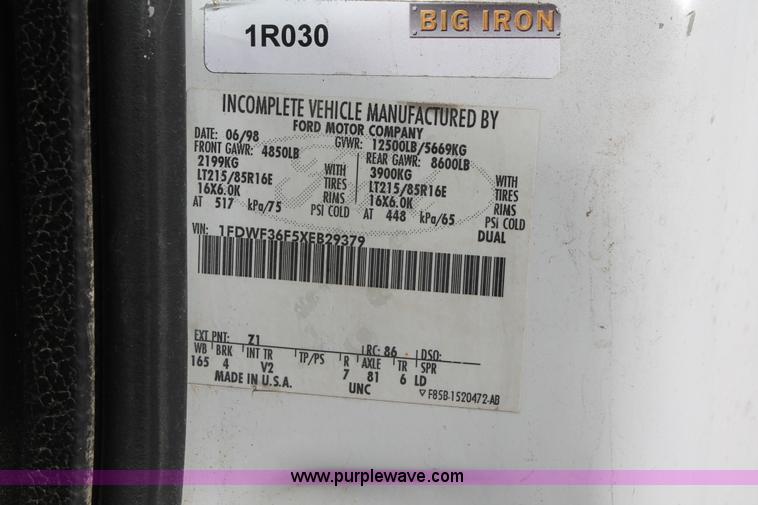 1R030
BIG IRON
INCOMPLETE VEHICLE MANUFACTURED BY
FORD MOTOR COMPANY
DATE: 06/98
GVWR: 12500LB/5669KG
FRONT GAWR: 4850LB
REAR GAWR: 8600LB
2199KG
WITH
3900KG
WITH
LT215/85R16E
TIRES
LT215/85R16E
TIRES
16X6.0K
RIMS
16X6.0K
RIMS
AT 517 kPa/75 PSI COLD
AT 448 kPa/65 PSi COLD
DUAL
VIN: 1FDWF36F5XEB29379
EXT PNT: Z1
RC: 86
DSO:
WB BRK INT TR TP/PS R AXLE TR SPR
165 4 V2 7 81 6 LD
MADE IN U.S.A.
UNC
F85B-1520472-AB
www.purplewave.com